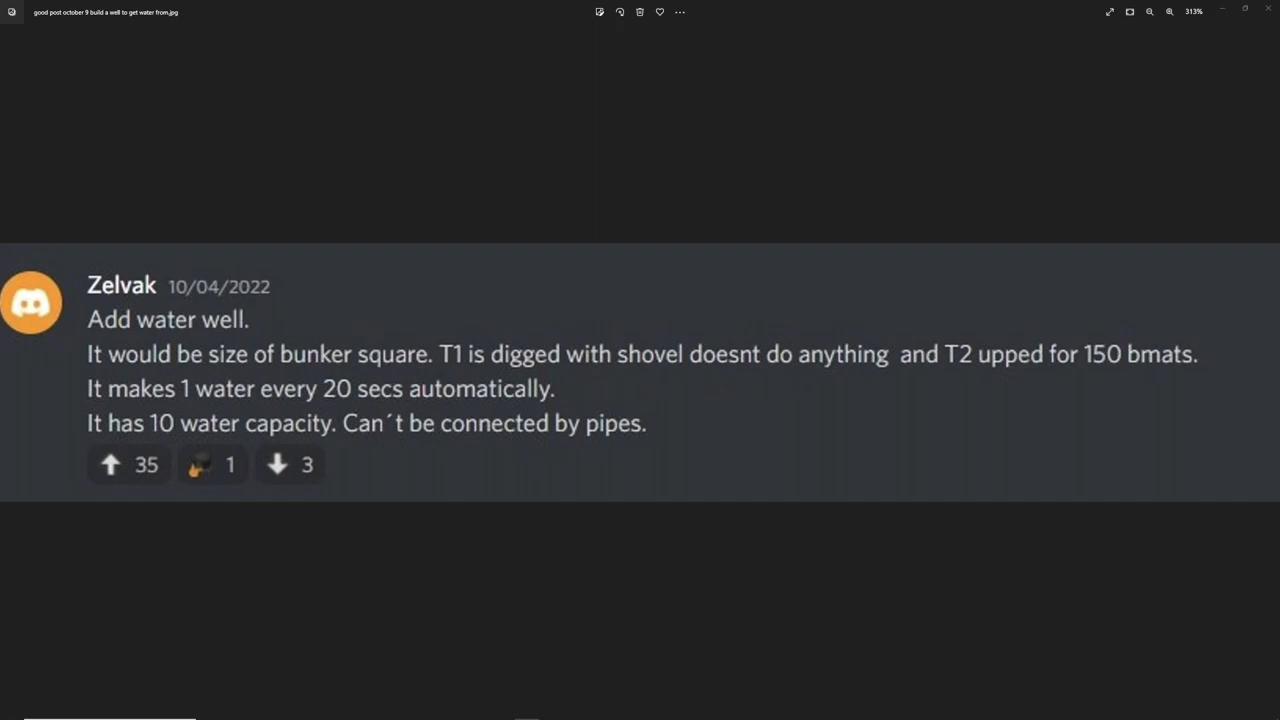 good post october 9 build a well to get water from.jpg
313%
Zelvak 10/04/2022
Add water well.
It would be size of bunker square. T1 is digged with shovel doesnt do anything  and T2 upped for 150 bmats.
It makes 1 water every 20 secs automatically.
It has 10 water capacity. Can´t be connected by pipes.
35 1 3